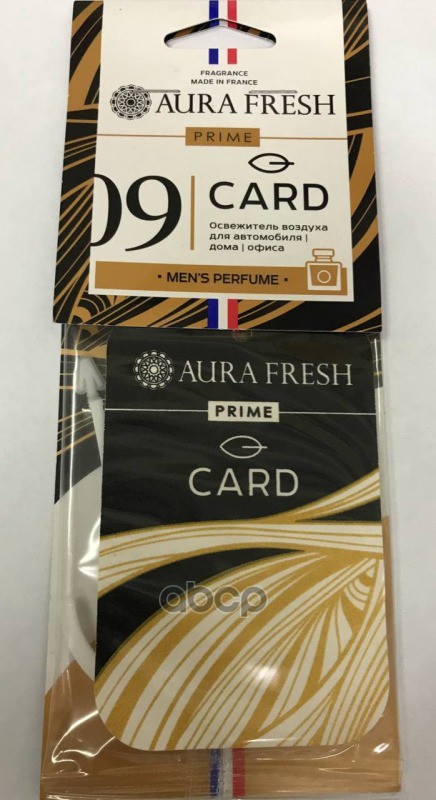 FRAGRANCE
MADE IN FRANCE
AURA FRESH
PRIME
09
CARD
Освежитель воздуха
для автомобиля |
дома | офиса
• MEN'S PERFUME •
AURA FRESH
PRIME
CARD
abcp